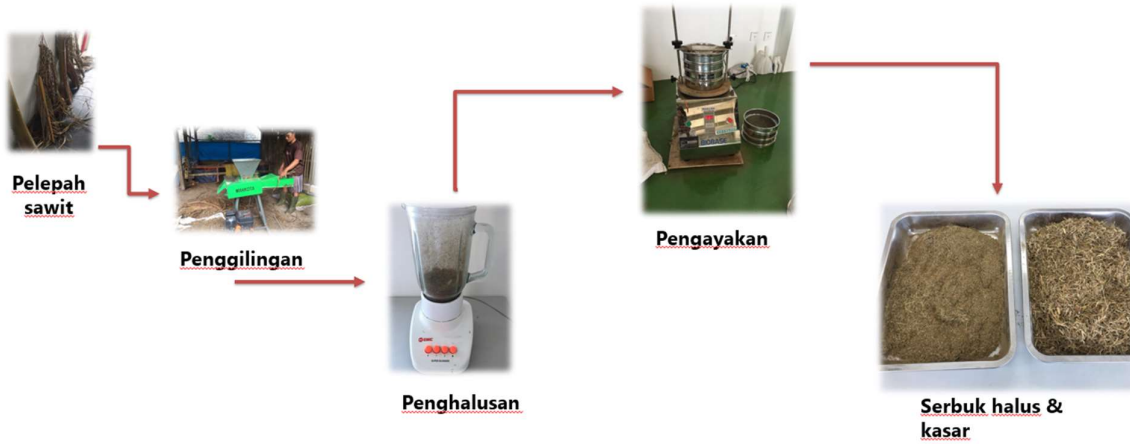 Pelepah
sawit
Penggilingan
Penghalusan
Pengayakan
Serbuk halus &
kasar